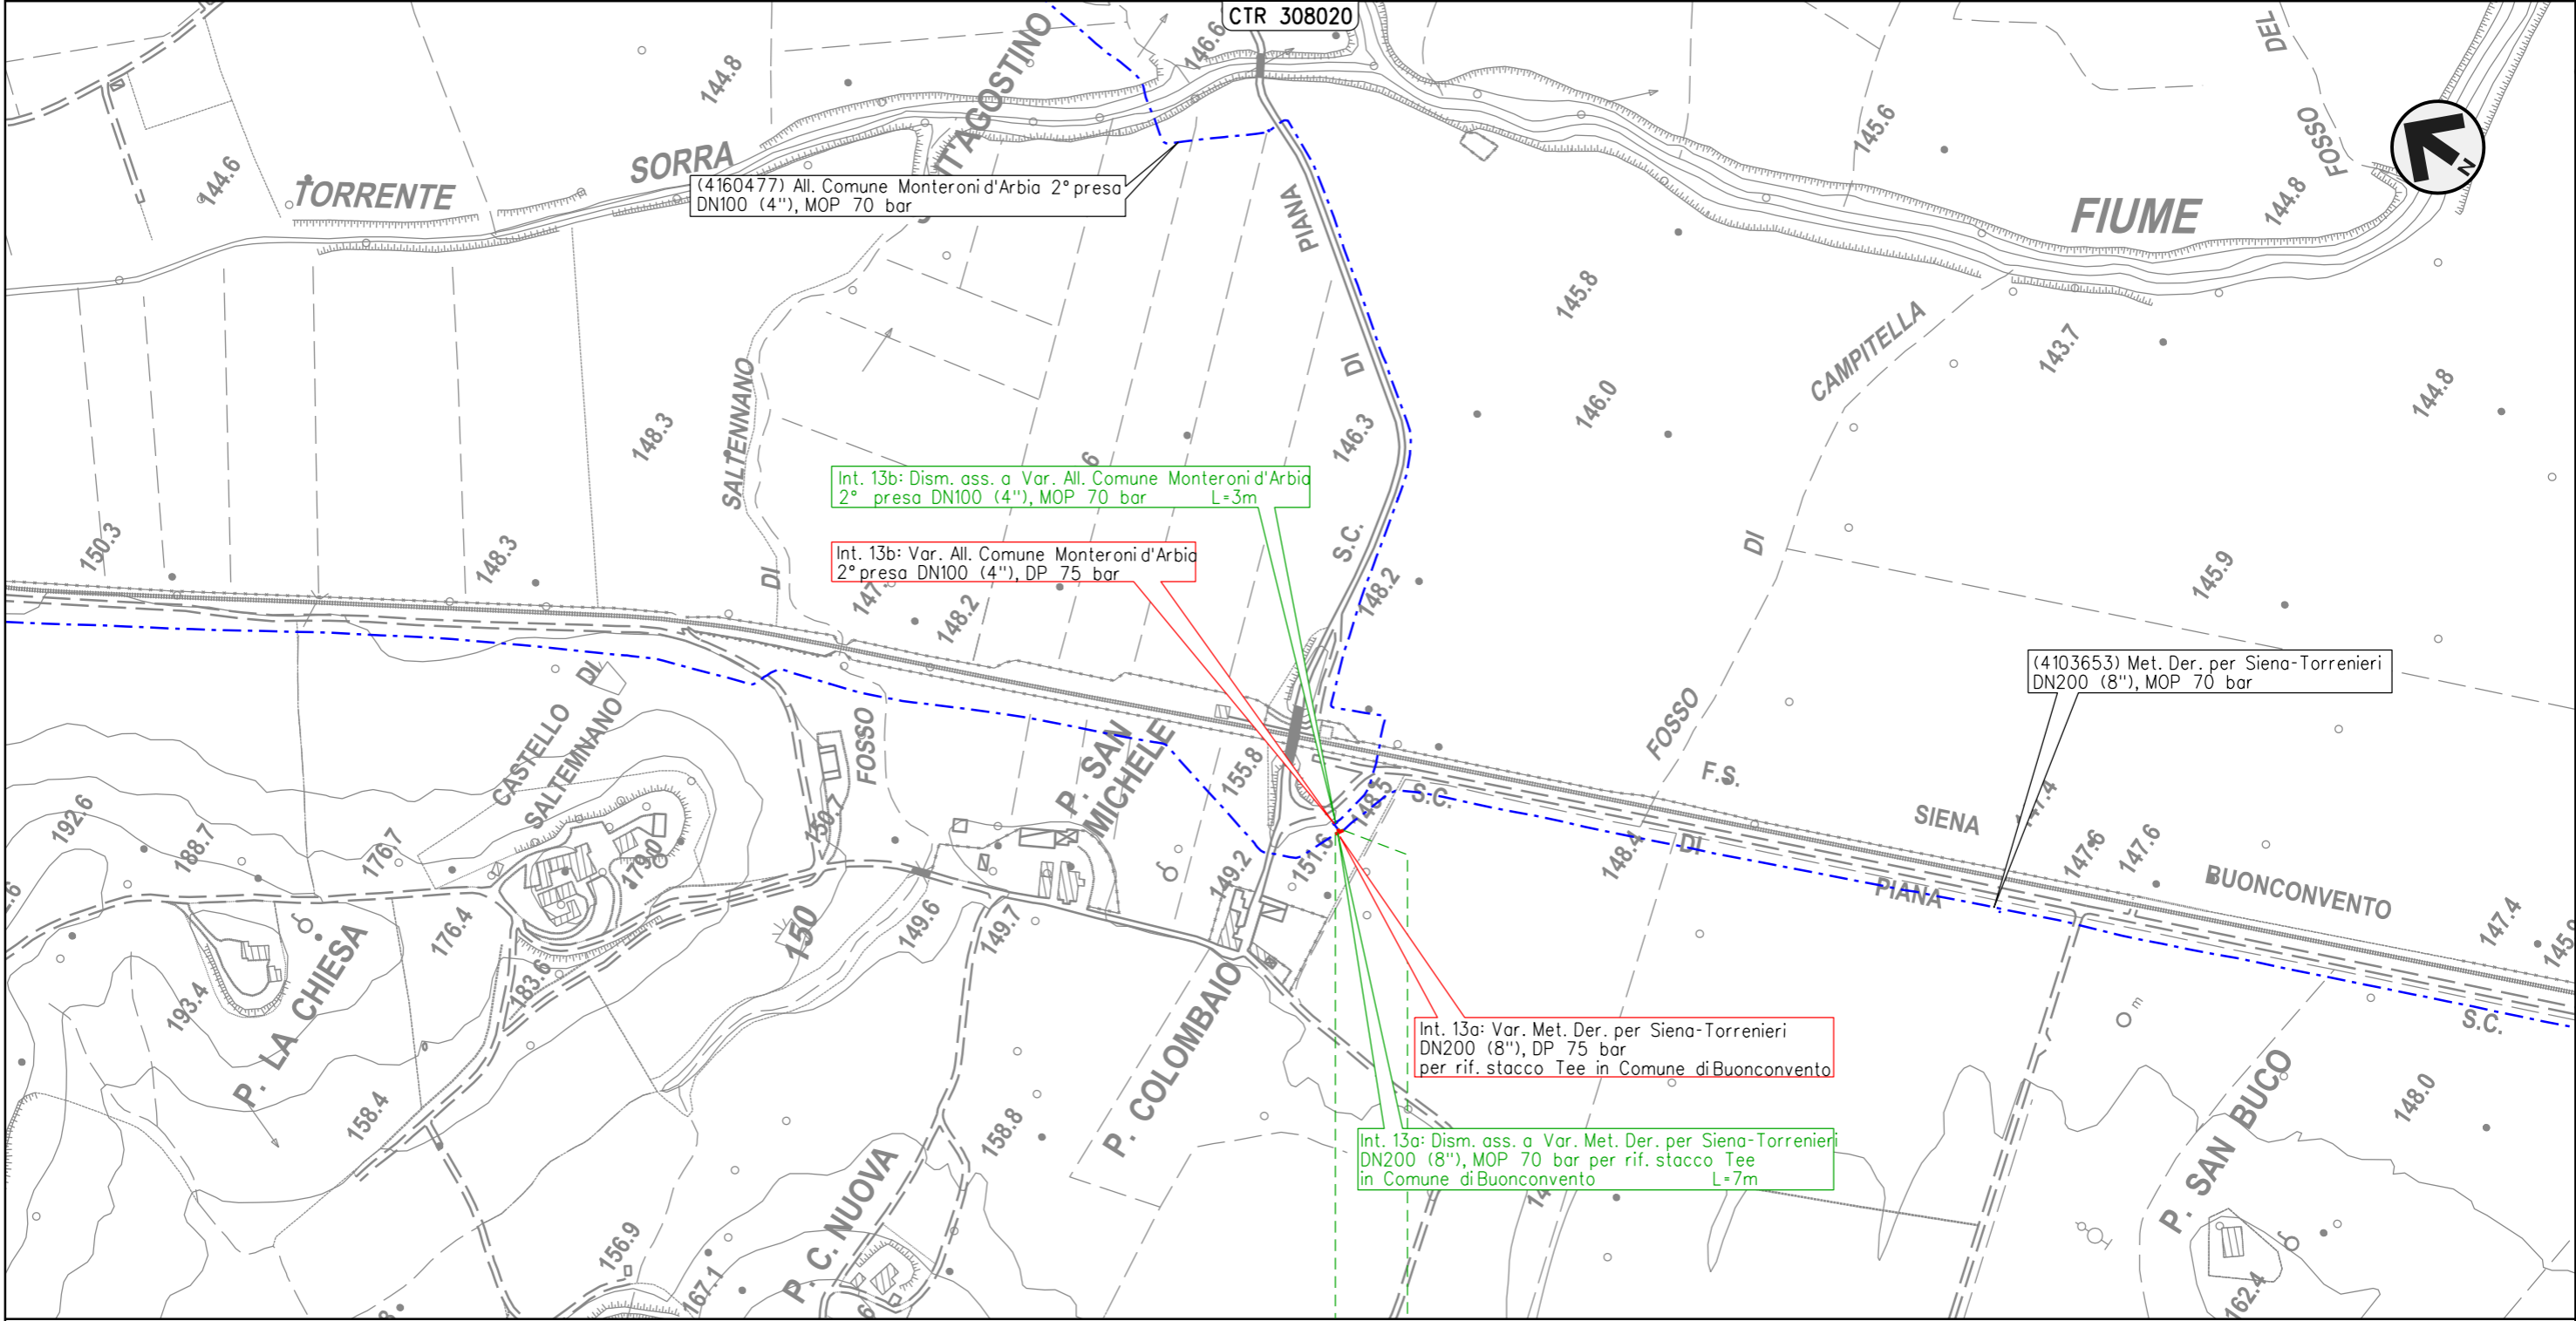 CTR 308020
DEL
FOSSO
146.6
144.8
145.6
144.6
144.8
TORRENTE
SORRA
FIUME
N
(4160477) All. Comune Monteroni d'Arbia 2° presa
DN100 (4"), MOP 70 bar
PIANA
DI
S.C.
145.8
146.0
146.3
143.7
144.8
CAMPITELLA
DI
FOSSO
148.3
SALTENNANO
DI
FOSSO
150.3
148.3
148.2
148.2
145.9
Int. 13b: Dism. ass. a Var. All. Comune Monteroni d'Arbia
2° presa DN100 (4"), MOP 70 bar L=3m
Int. 13b: Var. All. Comune Monteroni d'Arbia
2° presa DN100 (4"), DP 75 bar
(4103653) Met. Der. per Siena-Torrenieri
DN200 (8"), MOP 70 bar
CASTELLO DI
SALTEMNANO
P. SAN
MICHELE
155.8
148.5
S.C.
F.S.
SIENA
147.4
147.6
147.6
BUONCONVENTO
147.4
DI
PIANA
S.C.
148.4
192.6
188.7
176.7
179.0
150.7
149.2
151.6
176.4
183.6
150
149.6
149.7
193.4
P. LA CHIESA
158.4
P. COLOMBAIO
158.8
P. C. NUOVA
156.9
167.1
Int. 13a: Var. Met. Der. per Siena-Torrenieri
DN200 (8"), DP 75 bar
per rif. stacco Tee in Comune di Buonconvento
Int. 13a: Dism. ass. a Var. Met. Der. per Siena-Torrenieri
DN200 (8"), MOP 70 bar per rif. stacco Tee
in Comune di Buonconvento L=7m
m
P. SAN BUCO
148.0
162.4